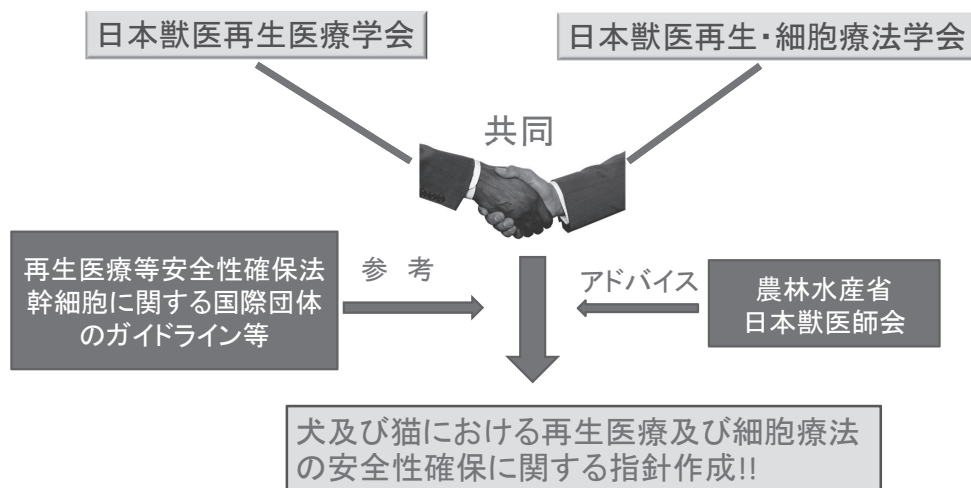 日本獣医再生医療学会
日本獣医再生・細胞療法学会
共同
再生医療等安全性確保法
幹細胞に関する国際団体
のガイドライン等
参 考
アドバイス
農林水産省
日本獣医師会
犬及び猫における再生医療及び細胞療法
の安全性確保に関する指針作成!!